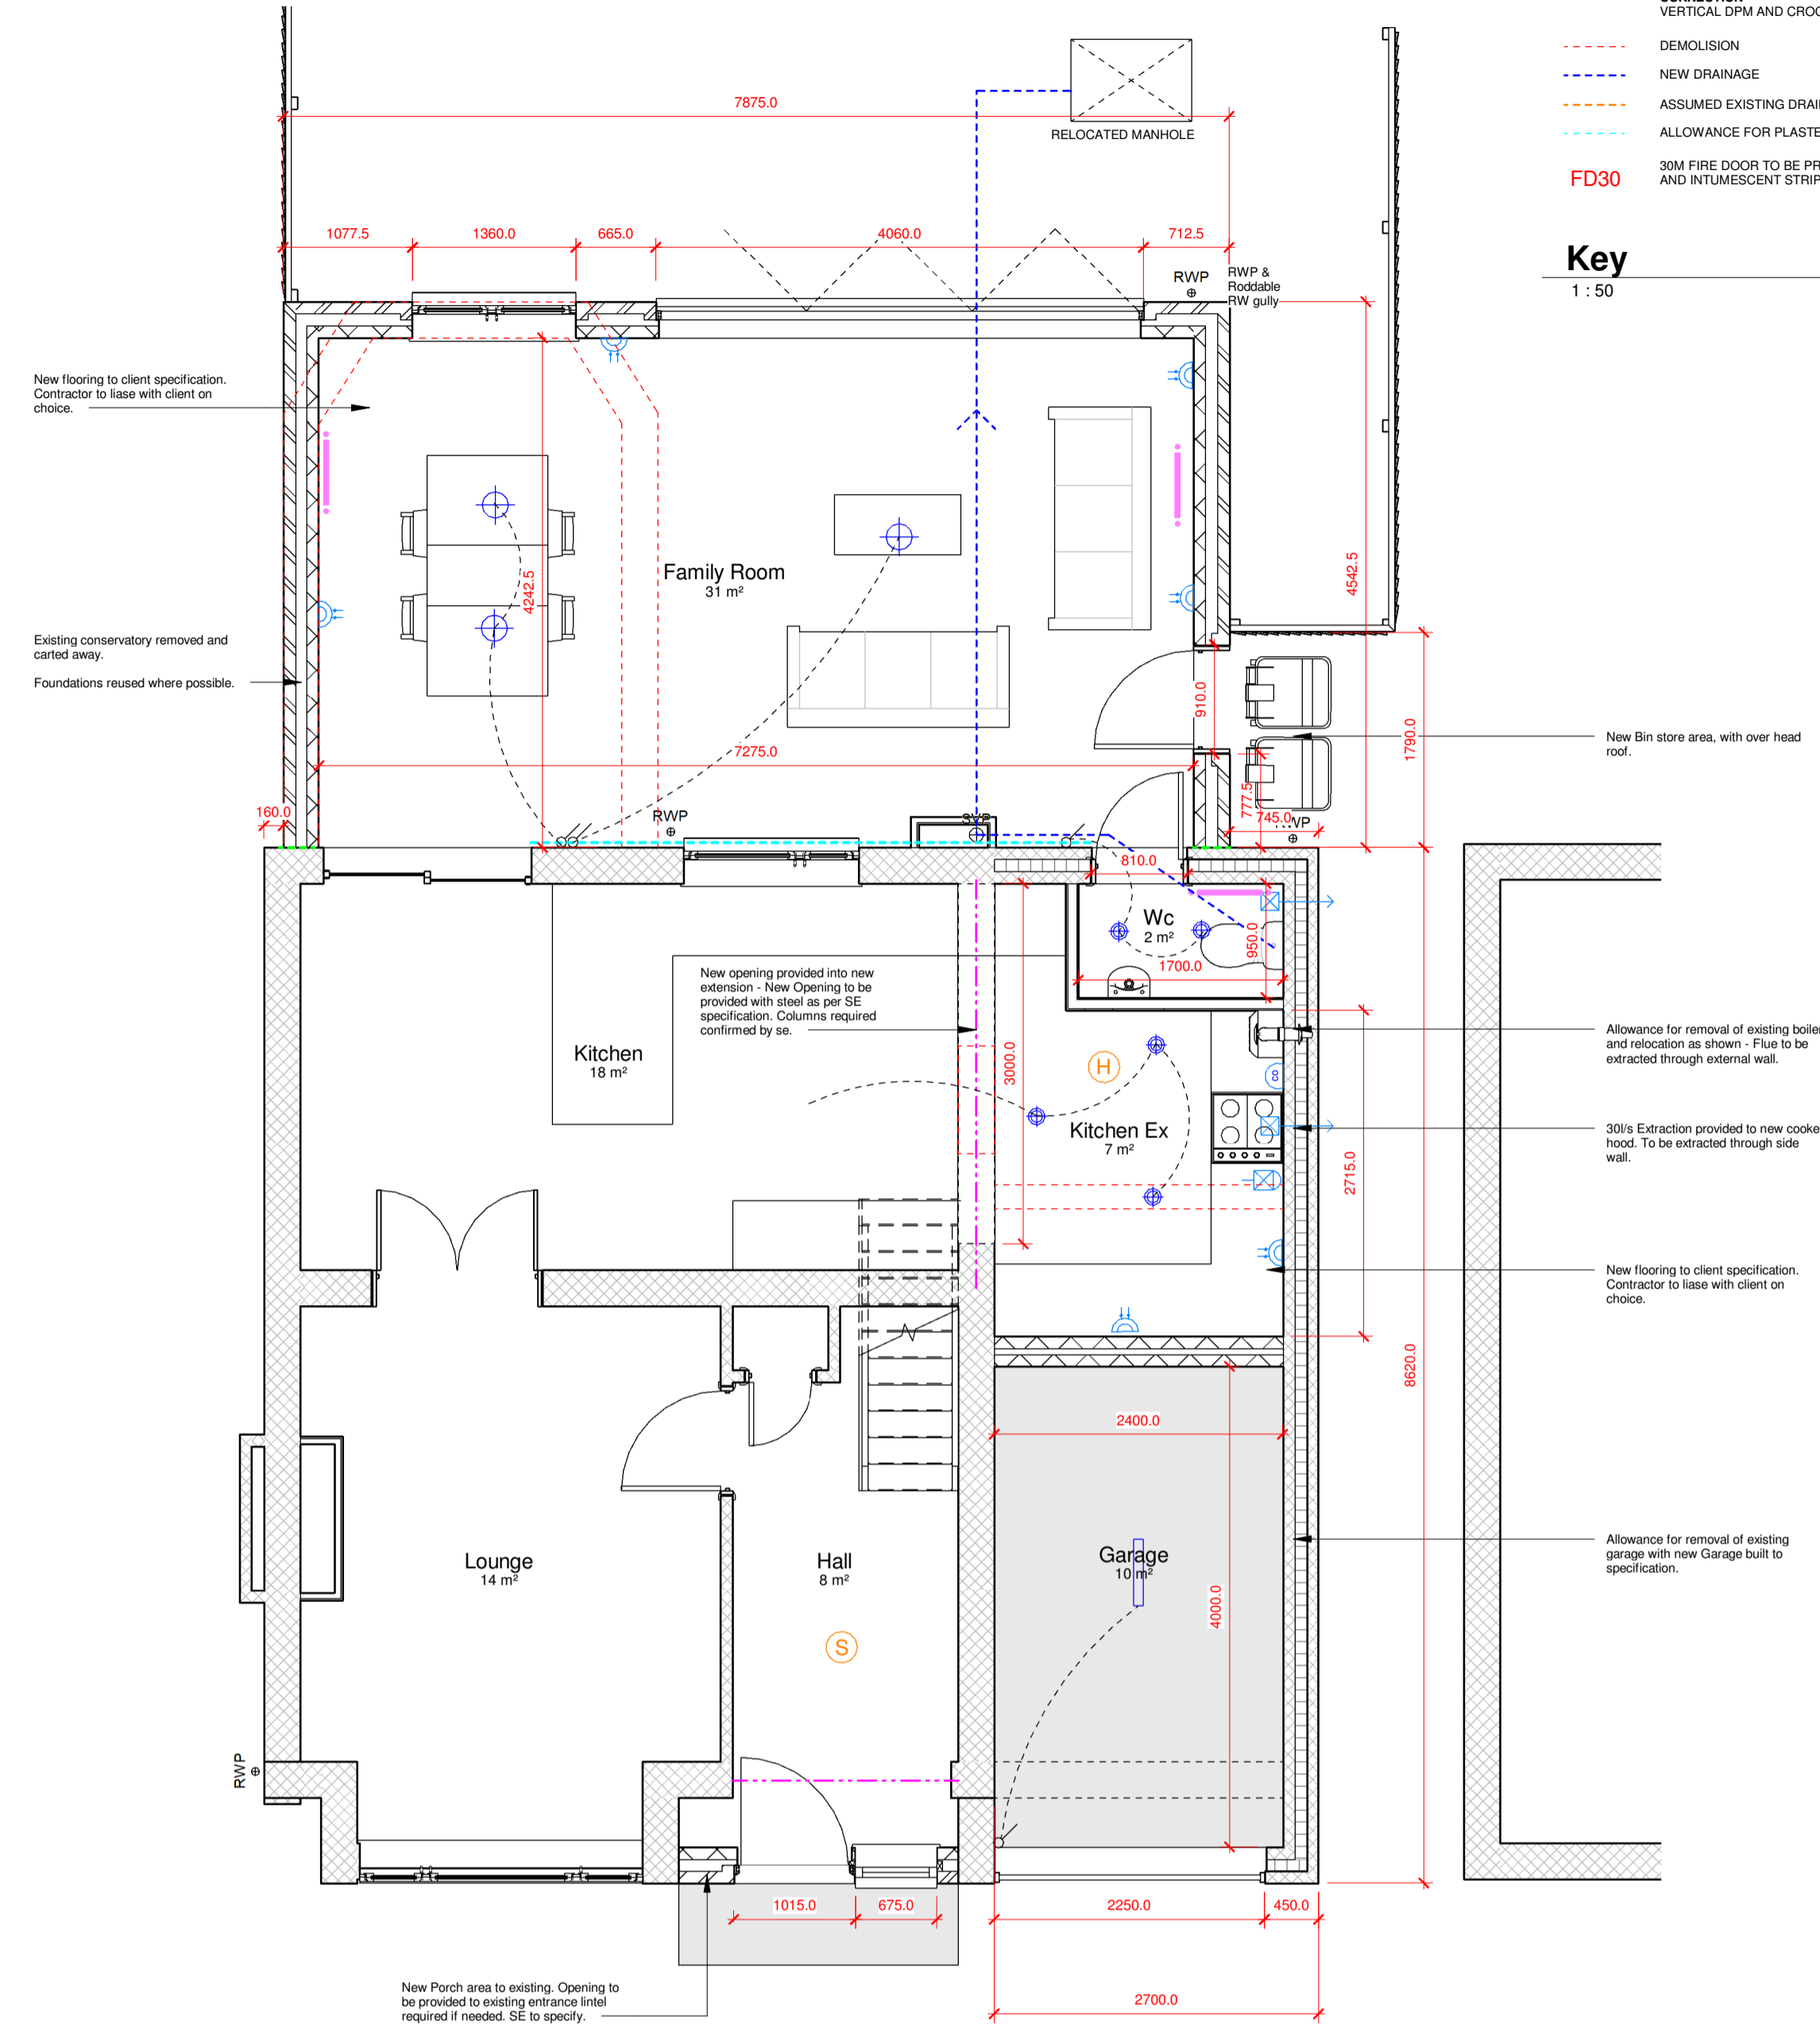 VERTICAL DPM AND
DEMOLISION
NEW DRAINAGE
ASSUMED EXISTING
ALLOWANCE FOR
FD30
30M FIRE DOOR TO BE
AND INTUMESCENT
Key
1 : 50
7875.0
RELOCATED MANHOLE
1077.5
1360.0
665.0
4060.0
712.5
RWP
RWP &
Roddable
RW gully
New flooring to client specification.
Contractor to liase with client on
choice.
Family Room
31 m²
4242.5
4542.5
Existing conservatory removed and
carted away.
Foundations reused where possible.
910.0
1790.0
New Bin store area, with over head
roof.
7275.0
777.5
745.0
160.0
RWP
SVP
RWP
810.0
Wc
2 m²
950.0
1700.0
New opening provided into new
extension - New Opening to be
provided with steel as per SE
specification. Columns required
confirmed by se.
Kitchen
18 m²
3000.0
H
CO
Kitchen Ex
7 m²
2715.0
Allowance for removal of existing boiler
and relocation as shown - Flue to be
extracted through external wall.
30l/s Extraction provided to new
hood. To be extracted through side
wall.
New flooring to client specification.
Contractor to liase with client on
choice.
8620.0
2400.0
Lounge
14 m²
Hall
8 m²
Garage
10 m²
4000.0
S
Allowance for removal of existing
garage with new Garage built to
specification.
RWP
1015.0
675.0
2250.0
450.0
2700.0
New Porch area to existing. Opening to
be provided to existing entrance lintel
required if needed. SE to specify.